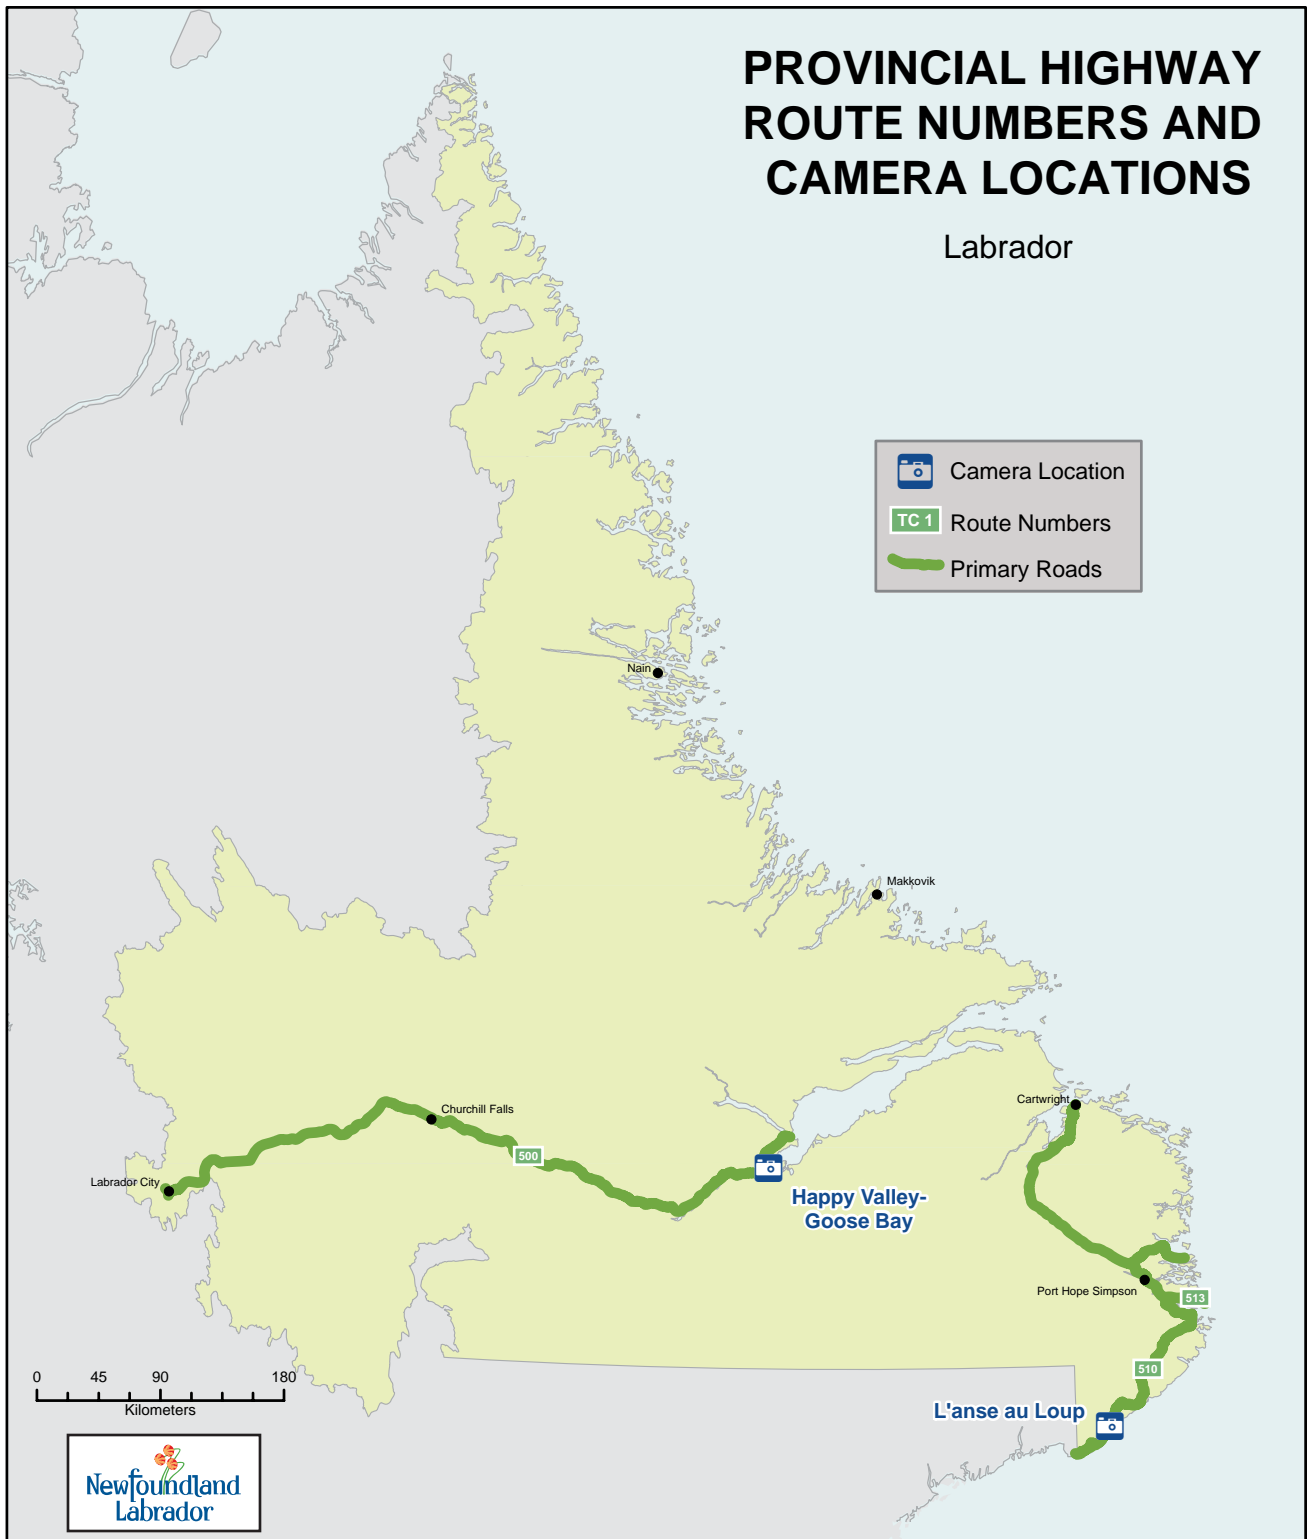 PROVINCIAL HIGHWAY
ROUTE NUMBERS AND
CAMERA LOCATIONS
Labrador
Camera Location
TC 1 Route Numbers
Primary Roads
Nain
Makkovik
Cartwright
Churchill Falls
500
Labrador City
Happy Valley-
Goose Bay
Port Hope Simpson
513
510
L'anse au Loup
0 45 90 180
Kilometers
Newfoundland
Labrador